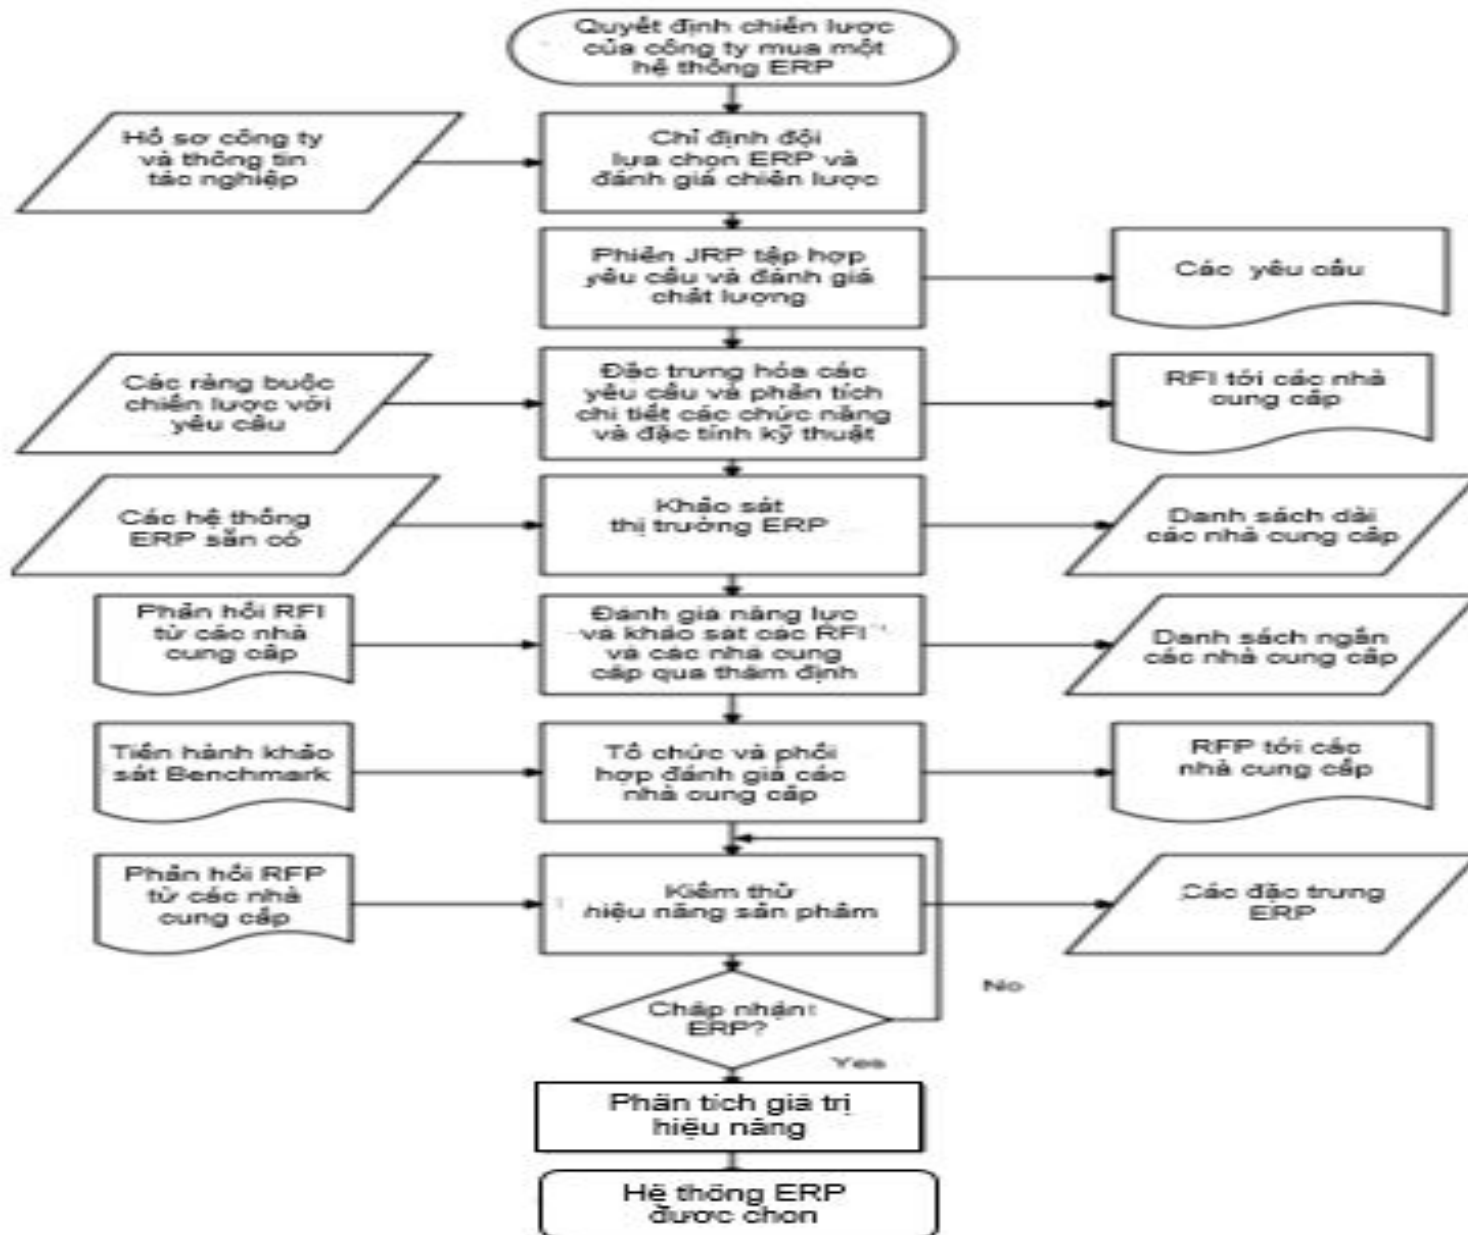 Quyết định chiến lược
của công ty mua một
hệ thống ERP
Hồ sơ công ty
và thông tin
tác nghiệp
Chỉ định đội
lựa chọn ERP và
đánh giá chiến lược
Phiên JRP tập hợp
yêu cầu và đánh giá
chất lượng
Các yêu cầu
Các ràng buộc
chiến lược với
yêu cầu
Đặc trưng hóa các
yêu cầu và phân tích
chi tiết các chức năng
và đặc tính kỹ thuật
RFI tới các nhà
cung cấp
Các hệ thống
ERP sẵn có
Khảo sát
thị trường ERP
Danh sách dài
các nhà cung cấp
Phản hồi RFI
từ các nhà
cung cấp
Đánh giá năng lực
và khảo sát các RFI
và các nhà cung
cấp qua thẩm định
Danh sách ngắn
các nhà cung cấp
Tiến hành khảo
sát Benchmark
Tổ chức và phối
hợp đánh giá các
nhà cung cấp
RFP tới các
nhà cung cấp
Phản hồi RFP
từ các nhà
cung cấp
Kiểm thử
hiệu năng sản phẩm
Các đặc trưng
ERP
No
Chấp nhận
ERP?
Yes
Phân tích giá trị
hiệu năng
Hệ thống ERP
được chọn